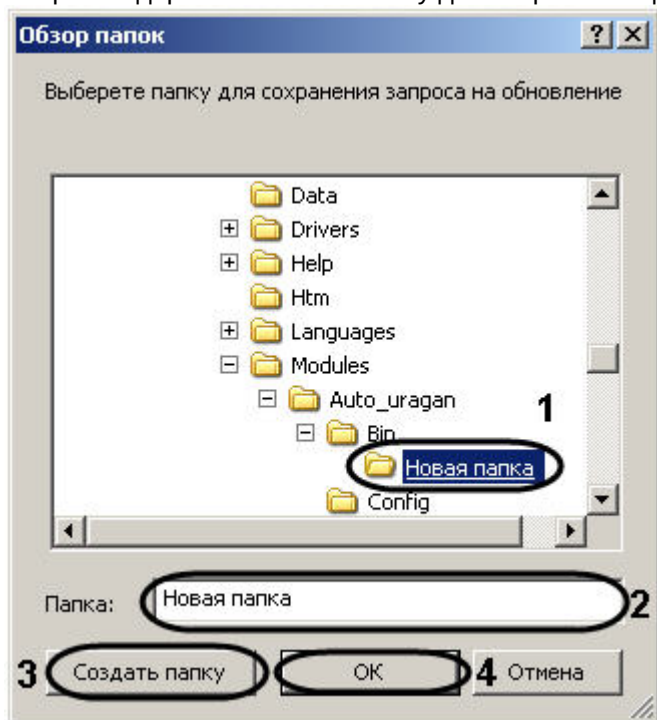 Обзор папок
Выберете папку для сохранения запроса на обновление
Data
Drivers
Help
Htm
Languages
Modules
Auto_uragan
1
Bin
Новая папка
Config
Папка: Новая папка 2
3 Создать папку ОК 4 Отмена